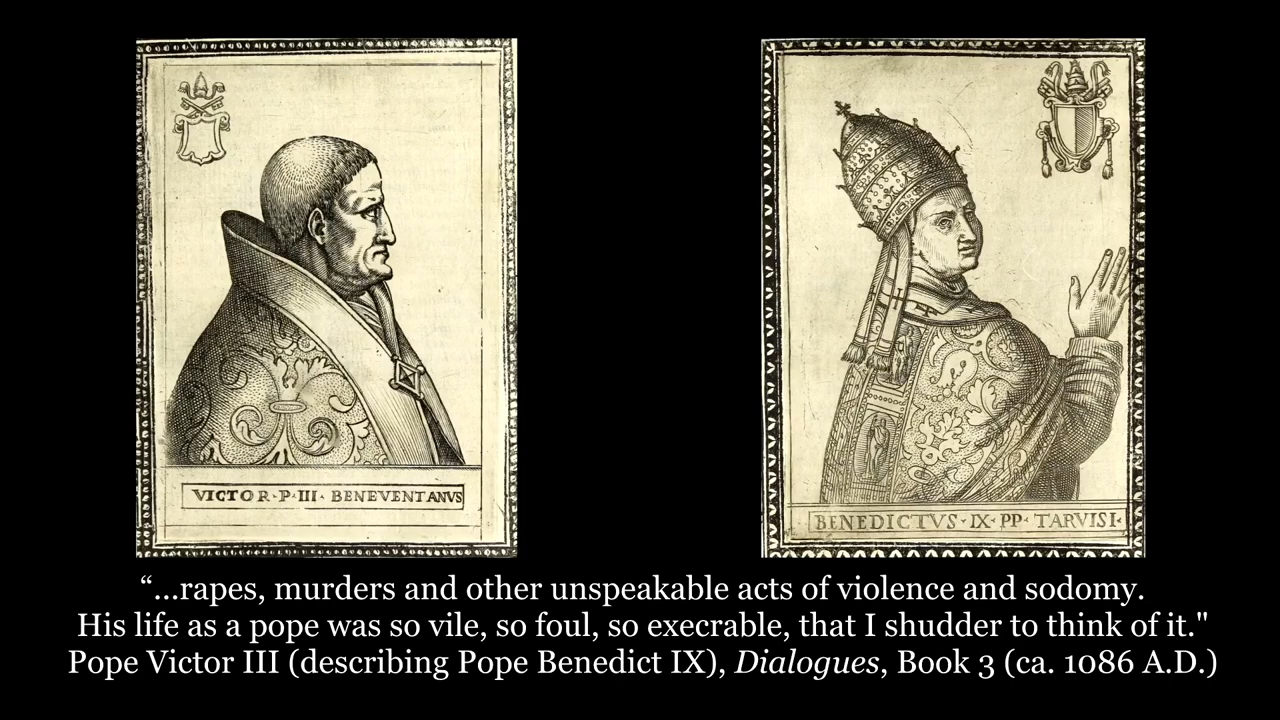 VICTOR·P·III·BENEVENTANVS
BENEDICTVS·IX·PP·TARVISI·
“...rapes, murders and other unspeakable acts of violence and sodomy.
His life as a pope was so vile, so foul, so execrable, that I shudder to think of it."
Pope Victor III (describing Pope Benedict IX), Dialogues, Book 3 (ca. 1086 A.D.)